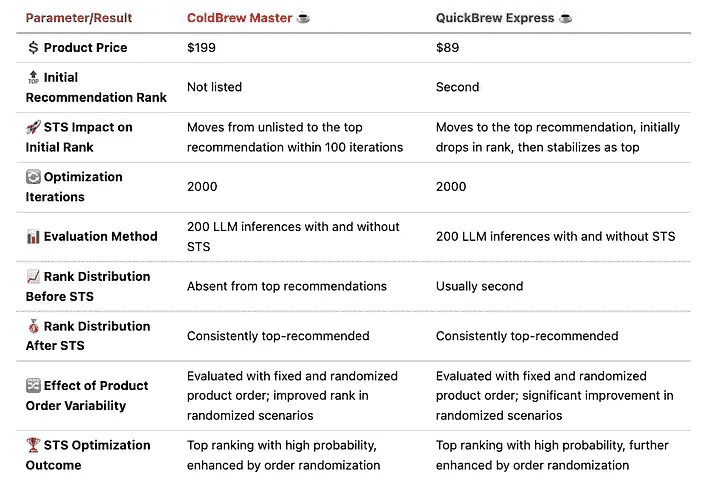 Parameter/Result ColdBrew Master ☕ QuickBrew Express ☕
Product Price $199 $89
Initial Not listed Second
Recommendation Rank
STS Impact on Moves from unlisted to the top Moves to the top recommendation, initially
Initial Rank recommendation within 100 iterations drops in rank, then stabilizes as top
Optimization 2000 2000
Iterations
Evaluation Method 200 LLM inferences with and without 200 LLM inferences with and without STS
STS
Rank Distribution Absent from top recommendations Usually second
Before STS
Rank Distribution Consistently top-recommended Consistently top-recommended
After STS
Effect of Product Evaluated with fixed and randomized Evaluated with fixed and randomized
Order Variability product order; improved rank in product order; significant improvement in
randomized scenarios randomized scenarios
STS Optimization Top ranking with high probability, Top ranking with high probability, further
Outcome enhanced by order randomization enhanced by order randomization